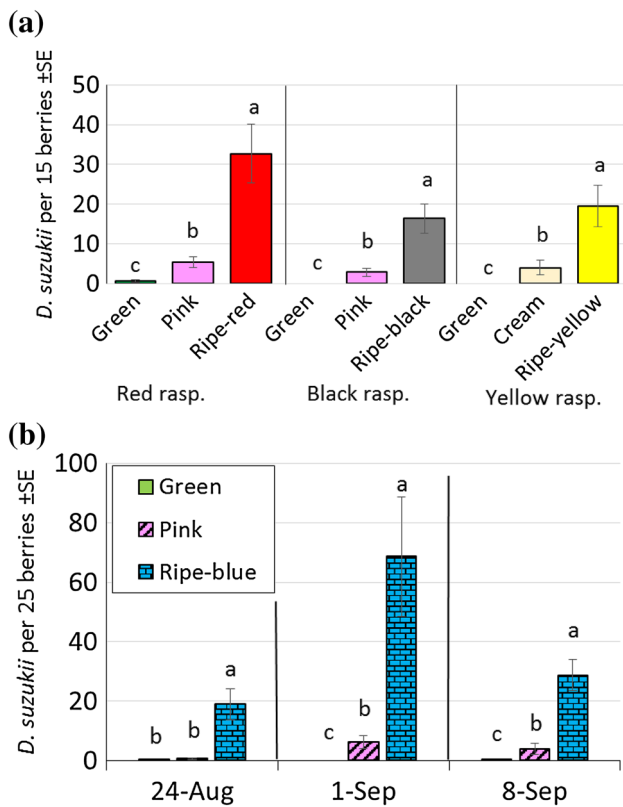 (a)
D. suzukii per 15 berries ±SE
50
40
30
20
10
0
c b a c b a c b a
Green Pink Ripe-red Green Pink Ripe-black Green Cream Ripe-yellow
Red rasp. Black rasp. Yellow rasp.
(b)
D. suzukii per 25 berries ±SE
100
80
60
40
20
0
Green
Pink
Ripe-blue
b b a c b a c b a
24-Aug 1-Sep 8-Sep